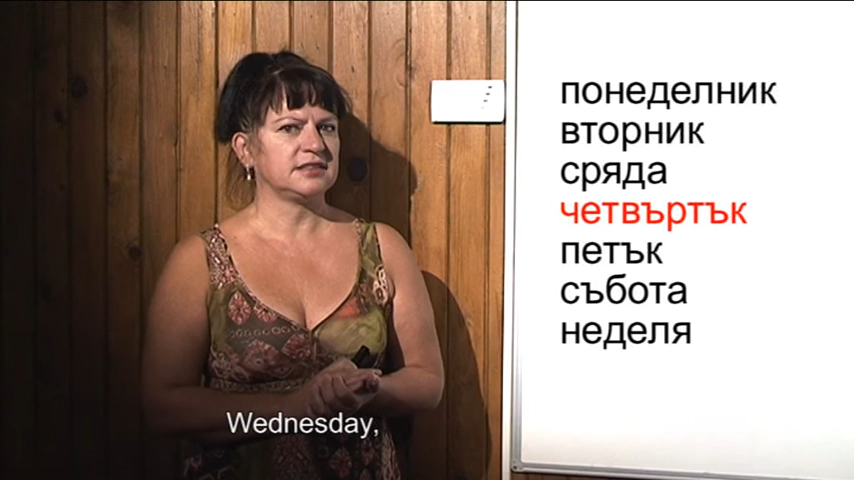 понеделник
вторник
сряда
четвъртък
петък
събота
неделя
Wednesday,